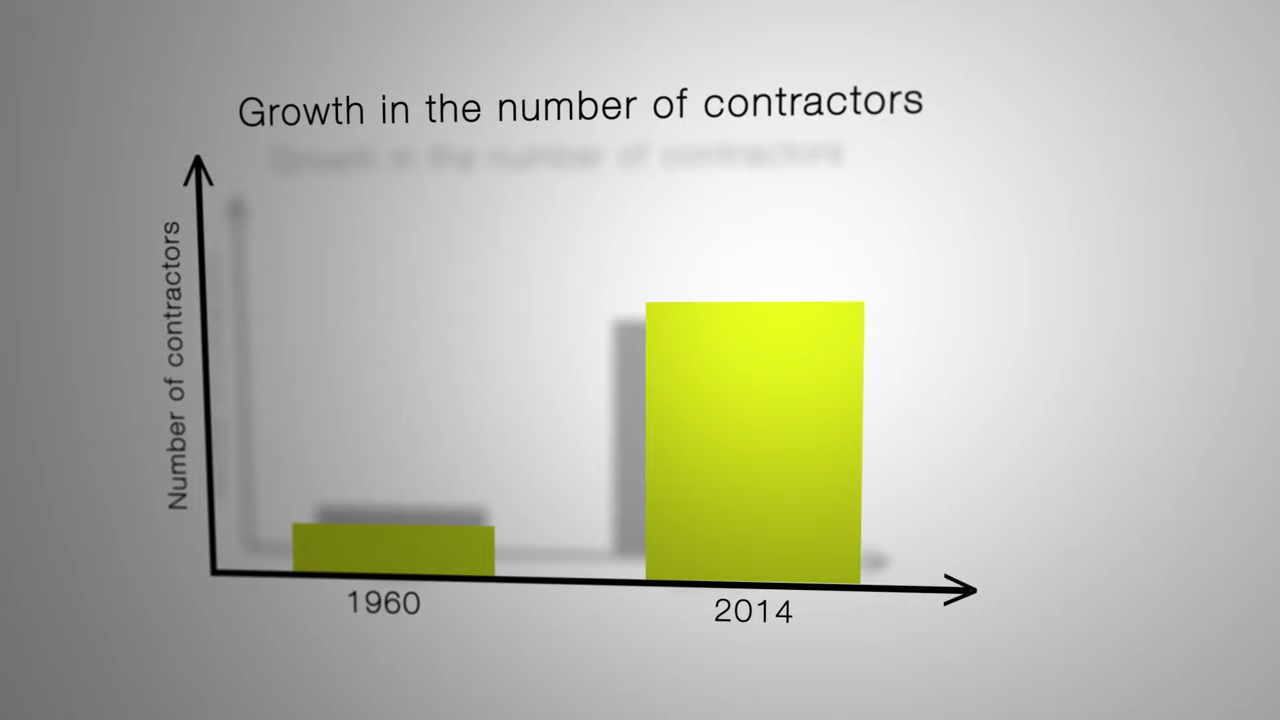 Growth in the number of contractors
Number of contractors
1960
2014